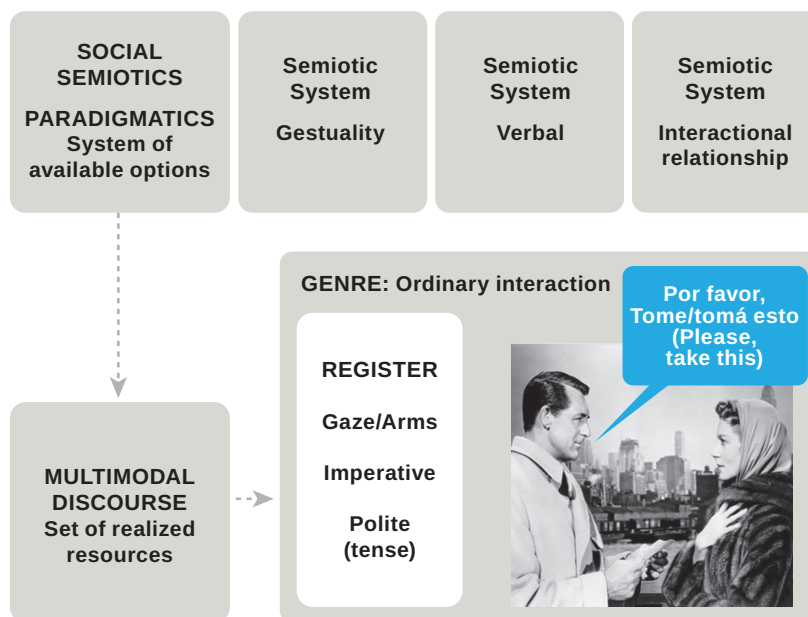 SOCIAL
SEMIOTICS
PARADIGMATICS
System of
available options
Semiotic
System
Gestuality
Semiotic
System
Verbal
Semiotic
System
Interactional
relationship
GENRE: Ordinary interaction
Por favor,
Tome/tomá esto
(Please,
take this)
REGISTER
Gaze/Arms
Imperative
Polite
(tense)
MULTIMODAL
DISCOURSE
Set of realized
resources